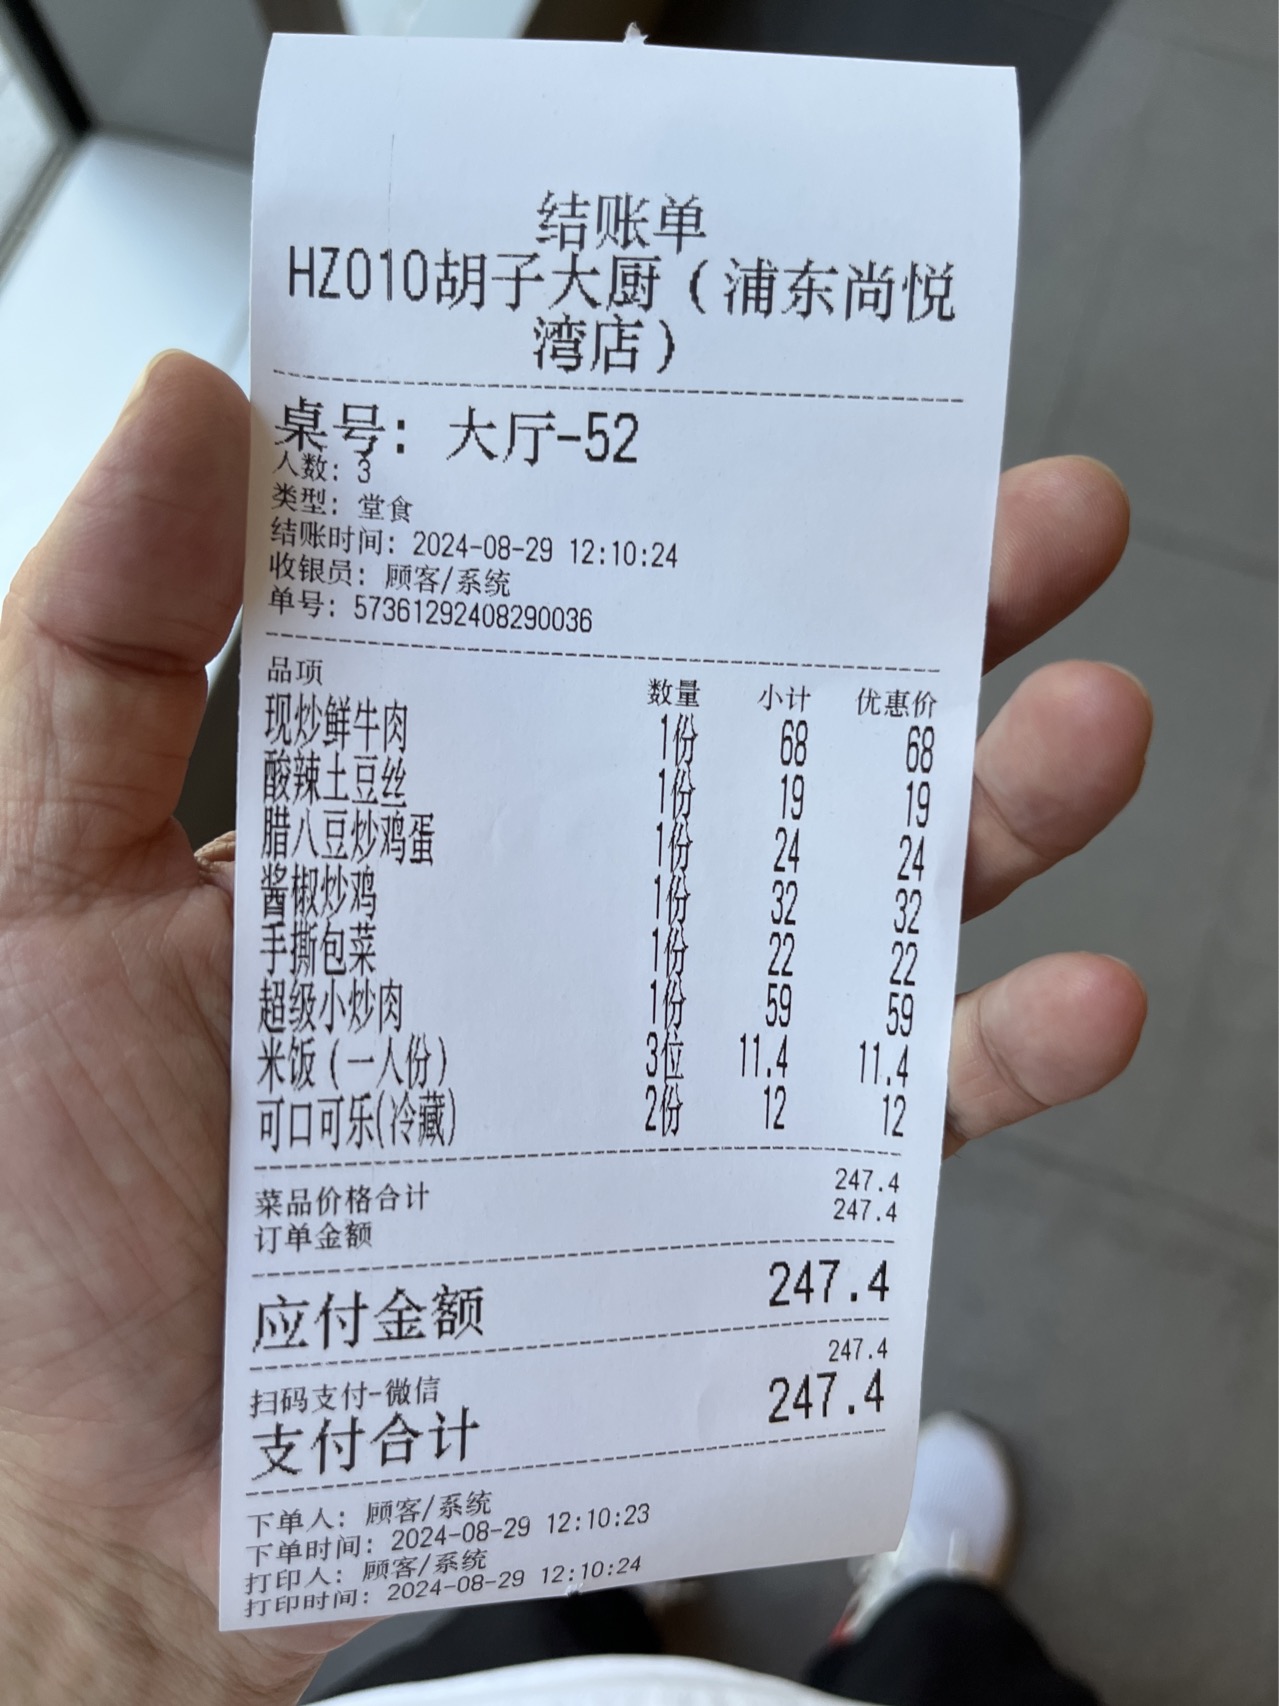 结账单
HZ010胡子大厨（浦东尚悦
湾店）
桌号：大厅-52
人数：3
类型：堂食
结账时间：2024-08-29 12:10:24
收银员：顾客/系统
单号：573612924082900​36
品项 数量 小计 优惠价
现炒鲜牛肉 1份 68 68
酸辣土豆丝 1份 19 19
腊八豆炒鸡蛋 1份 24 24
酱椒炒鸡 1份 32 32
手撕包菜 1份 22 22
超级小炒肉 1份 59 59
米饭（一人份） 3位 11.4 11.4
可口可乐(冷藏) 2份 12 12
菜品价格合计 247.4
订单金额 247.4
应付金额 247.4
扫码支付-微信 247.4
支付合计 247.4
下单人：顾客/系统
下单时间：2024-08-29 12:10:23
打印人：顾客/系统
打印时间：2024-08-29 12:10:24